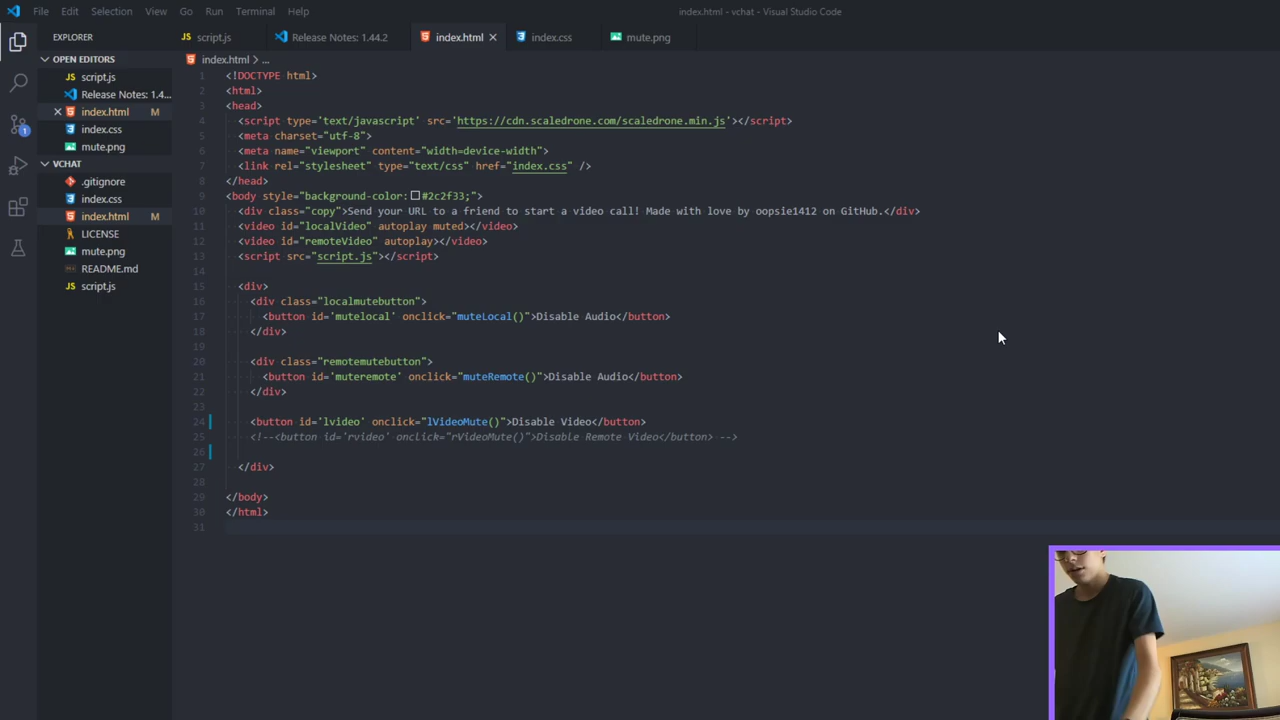 File Edit Selection View Go Run Terminal Help
index.html - vchat - Visual Studio Code
EXPLORER
script.js
Release Notes: 1.44.2
index.html
index.css
mute.png
OPEN EDITORS
script.js
Release Notes: 1.4...
index.html M
index.css
mute.png
VCHAT
.gitignore
index.css
index.html M
LICENSE
mute.png
README.md
script.js
1
index.html > ...
1 <!DOCTYPE html>
2 <html>
3 <head>
4 <script type='text/javascript' src='https://cdn.scaledrone.com/scaledrone.min.js'></script>
5 <meta charset="utf-8">
6 <meta name="viewport" content="width=device-width">
7 <link rel="stylesheet" type="text/css" href="index.css" />
8 </head>
9 <body style="background-color: #2c2f33;">
10 <div class="copy">Send your URL to a friend to start a video call! Made with love by oopsie1412 on GitHub.</div>
11 <video id="localVideo" autoplay muted></video>
12 <video id="remoteVideo" autoplay></video>
13 <script src="script.js"></script>
14
15 <div>
16 <div class="localmutebutton">
17 <button id='mutelocal' onclick="muteLocal()">Disable Audio</button>
18 </div>
19
20 <div class="remotemutebutton">
21 <button id='muteremote' onclick="muteRemote()">Disable Audio</button>
22 </div>
23
24 <button id='lvideo' onclick="lVideoMute()">Disable Video</button>
25 <!--<button id='rvideo' onclick="rVideoMute()">Disable Remote Video</button> -->
26
27 </div>
28
29 </body>
30 </html>
31